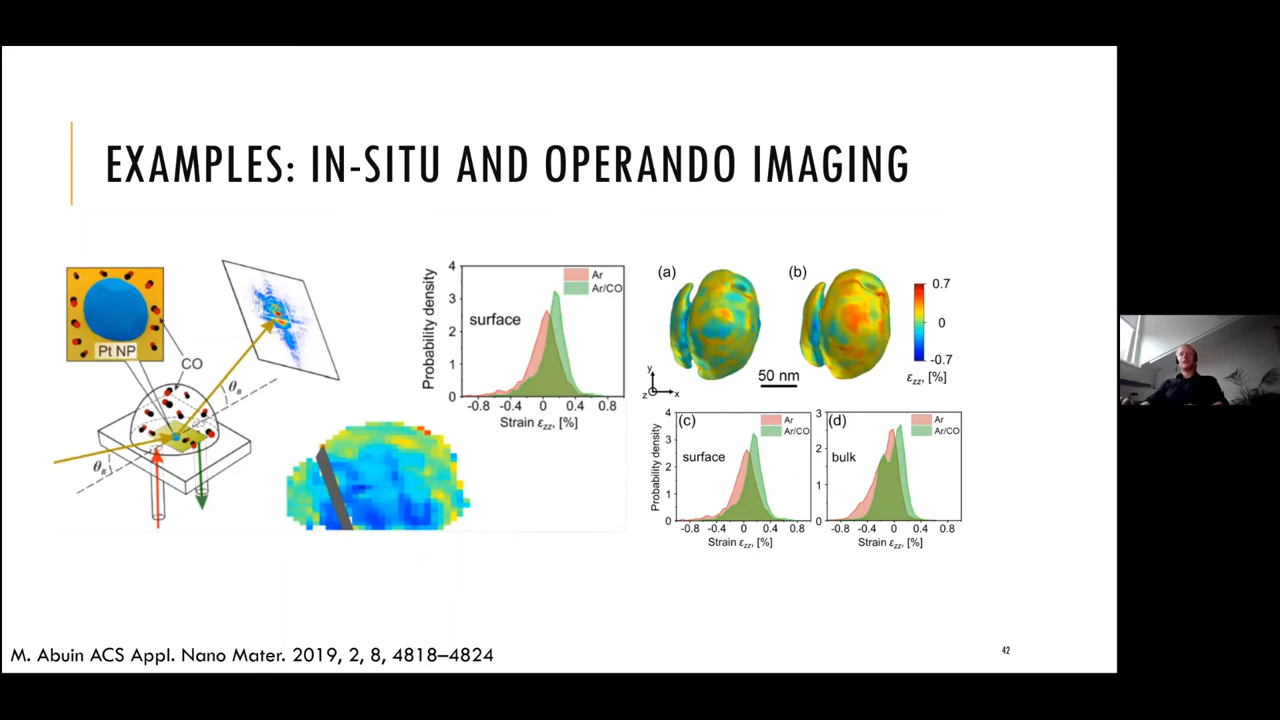 EXAMPLES: IN-SITU AND OPERANDO IMAGING
Pt NP
CO
θB
θB
Probability density
4
3
2
1
0
surface
Ar
Ar/CO
-0.8 -0.4 0 0.4 0.8
Strain εzz, [%]
(a)
(b)
0.7
0
-0.7
εzz, [%]
y
z
x
50 nm
(c)
Probability density
4
3
2
1
0
surface
Ar
Ar/CO
-0.8 -0.4 0 0.4 0.8
Strain εzz, [%]
(d)
3
2
1
0
bulk
Ar
Ar/CO
-0.8 -0.4 0 0.4 0.8
Strain εzz, [%]
M. Abuin ACS Appl. Nano Mater. 2019, 2, 8, 4818–4824
42